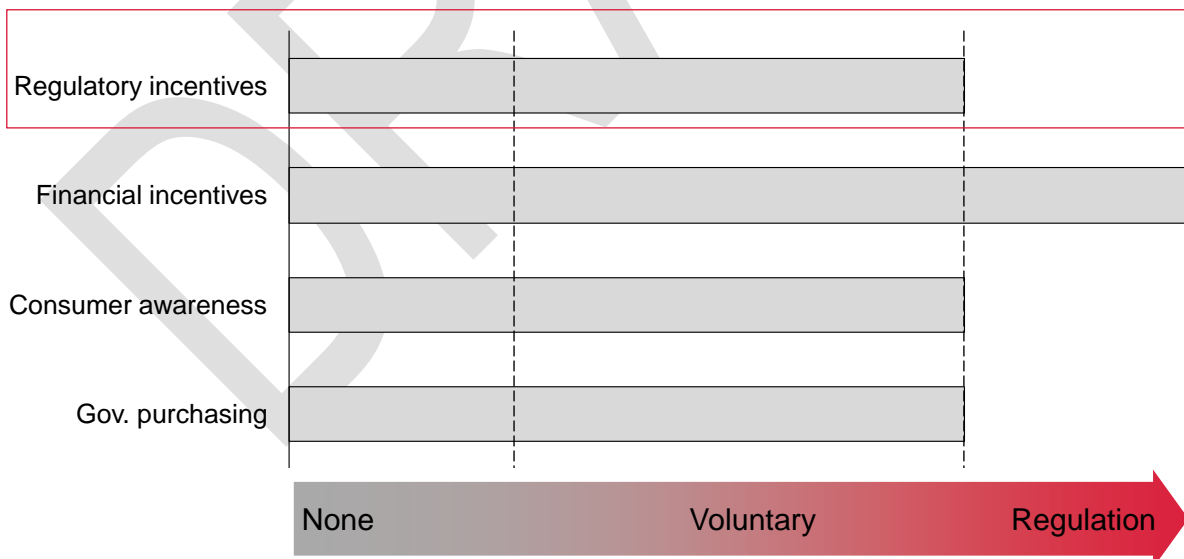 Regulatory incentives
Financial incentives
Consumer awareness
Gov. purchasing
None Voluntary Regulation